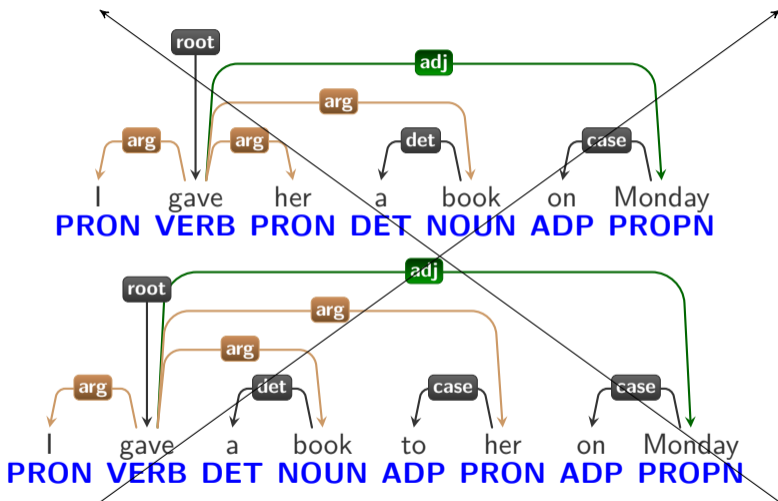 root
adj
arg
arg arg det case
I gave her a book on Monday
PRON VERB PRON DET NOUN ADP PROPN
adj
root
arg
arg
arg det case case
I gave a book to her on Monday
PRON VERB DET NOUN ADP PRON ADP PROPN